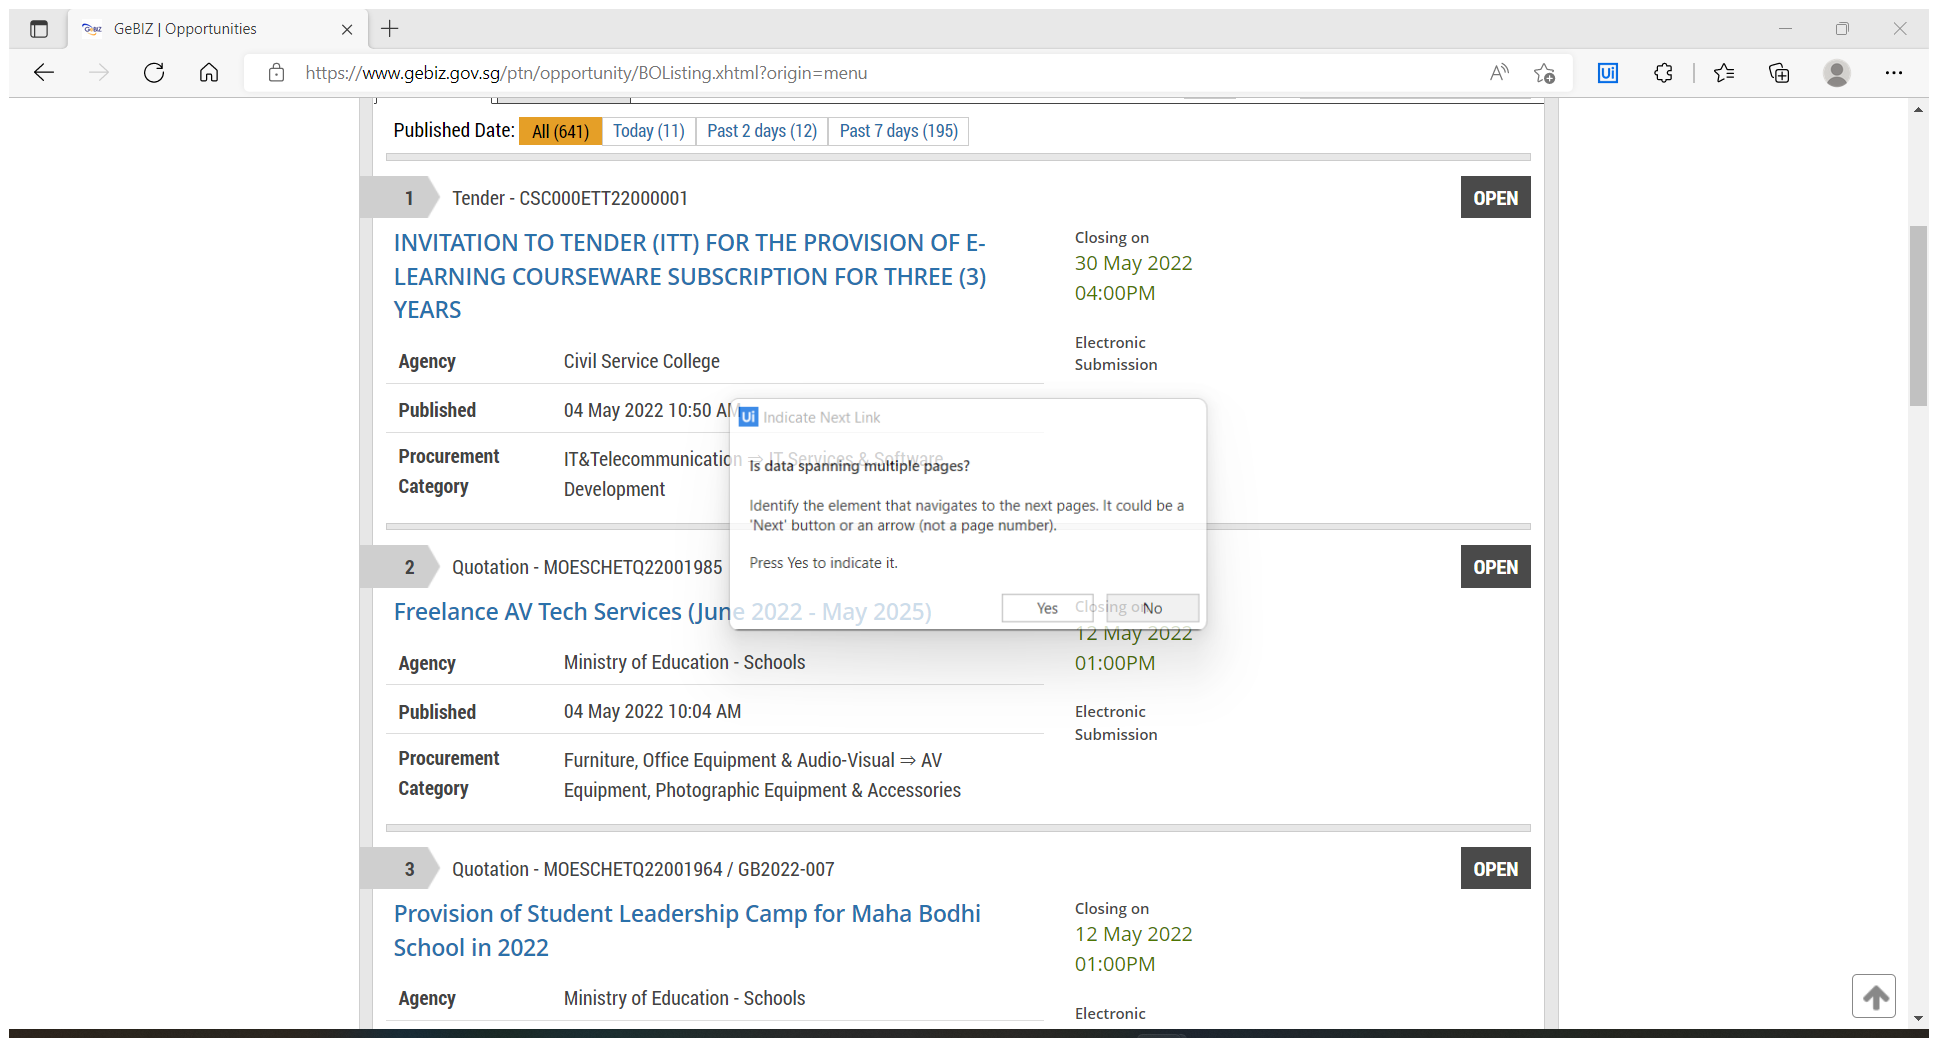 GeBIZ | Opportunities
https://www.gebiz.gov.sg/ptn/opportunity/BOListing.xhtml?origin=menu
Published Date: All (641) Today (11) Past 2 days (12) Past 7 days (195)
1 Tender - CSC000ETT22000001 OPEN
INVITATION TO TENDER (ITT) FOR THE PROVISION OF E-
LEARNING COURSEWARE SUBSCRIPTION FOR THREE (3)
YEARS
Closing on
30 May 2022
04:00PM
Electronic
Submission
Agency Civil Service College
Published 04 May 2022 10:50 AM
Procurement
Category
IT&Telecommunication ⇒ IT Services & Software
Development
Ui Indicate Next Link
Is data spanning multiple pages?
Identify the element that navigates to the next pages. It could be a
'Next' button or an arrow (not a page number).
Press Yes to indicate it.
Yes No
2 Quotation - MOESCHETQ22001985 OPEN
Freelance AV Tech Services (June 2022 - May 2025)
Closing on
12 May 2022
01:00PM
Electronic
Submission
Agency Ministry of Education - Schools
Published 04 May 2022 10:04 AM
Procurement
Category
Furniture, Office Equipment & Audio-Visual ⇒ AV
Equipment, Photographic Equipment & Accessories
3 Quotation - MOESCHETQ22001964 / GB2022-007 OPEN
Provision of Student Leadership Camp for Maha Bodhi
School in 2022
Closing on
12 May 2022
01:00PM
Electronic
Agency Ministry of Education - Schools